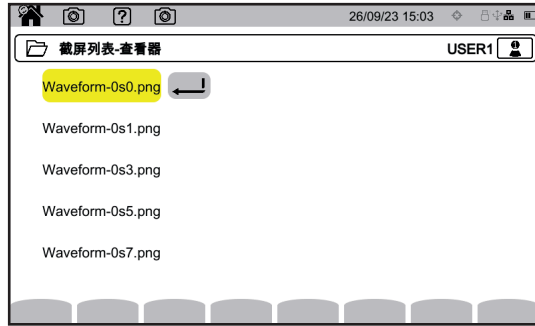 26/09/23 15:03
截屏列表-查看器 USER1
Waveform-0s0.png
Waveform-0s1.png
Waveform-0s3.png
Waveform-0s5.png
Waveform-0s7.png